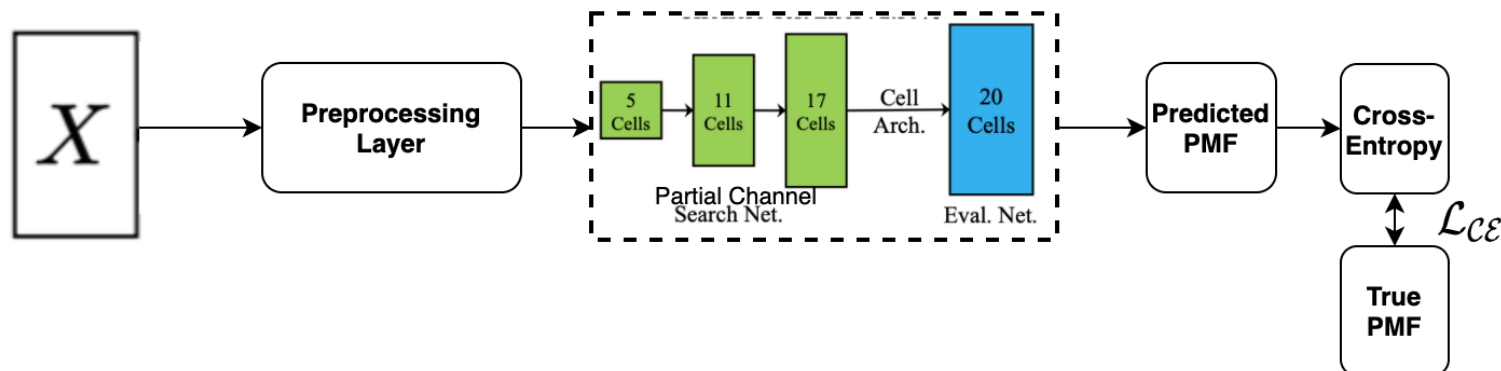 X
Preprocessing
Layer
5
Cells
11
Cells
17
Cells
Cell
Arch.
20
Cells
Partial Channel
Search Net.
Eval. Net.
Predicted
PMF
Cross-
Entropy
ℒ𝒞ℰ
True
PMF